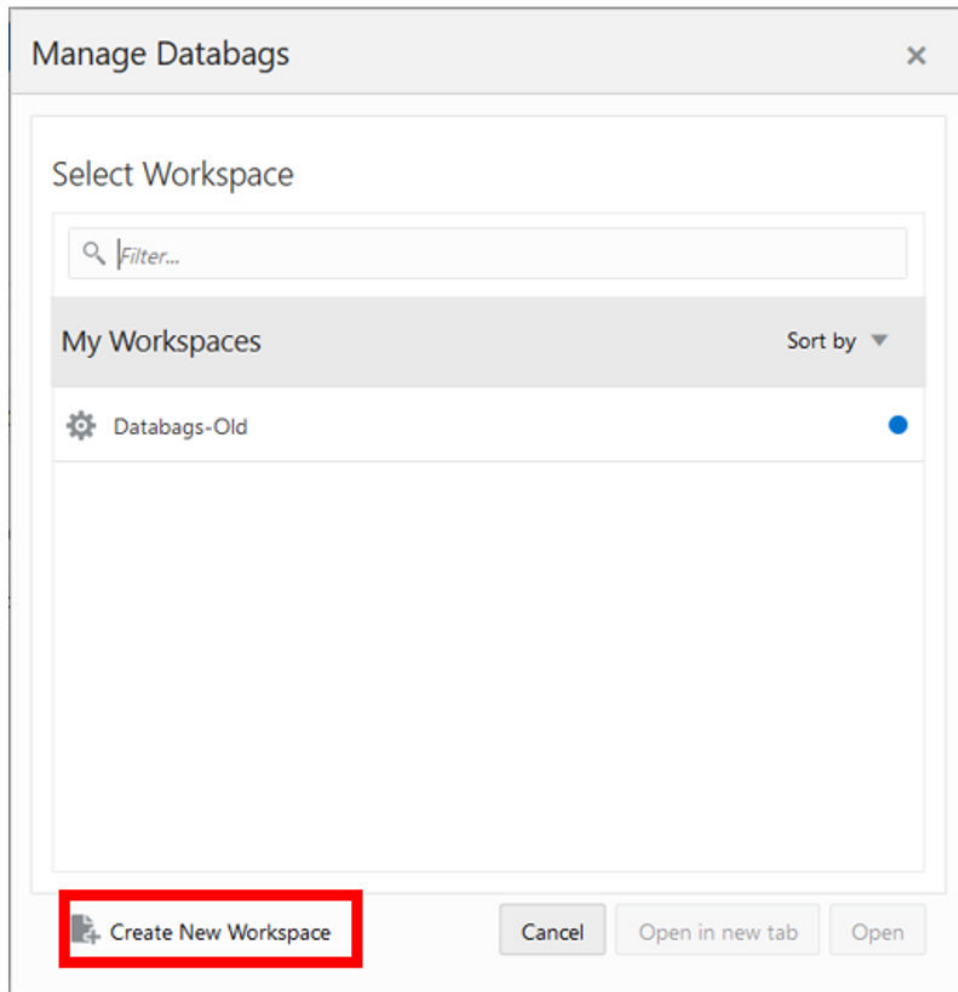 Manage Databags
Select Workspace
Filter...
My Workspaces Sort by
Databags-Old
Create New Workspace Cancel Open in new tab Open